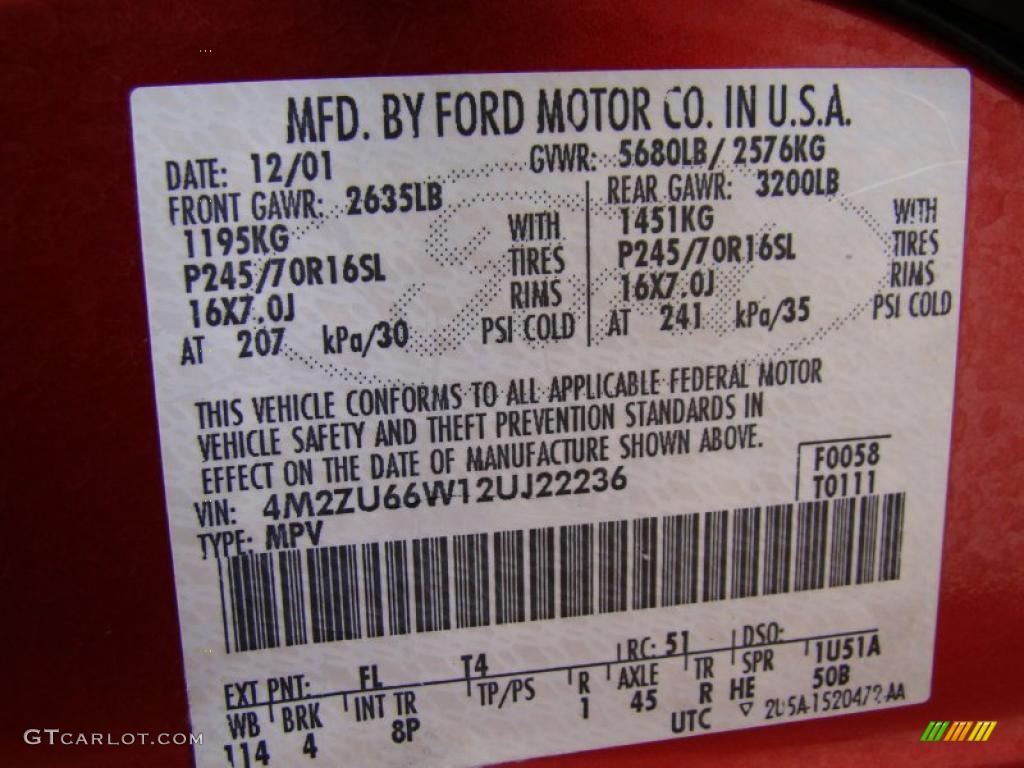 MFD. BY FORD MOTOR CO. IN U.S.A.
DATE: 12/01 GVWR: 5680LB/ 2576KG
FRONT GAWR: 2635LB REAR GAWR: 3200LB
1195KG WITH 1451KG WITH
P245/70R16SL TIRES P245/70R16SL TIRES
16X7.0J RIMS 16X7.0J RIMS
AT 207 kPa/30 PSI COLD AT 241 kPa/35 PSI COLD
THIS VEHICLE CONFORMS TO ALL APPLICABLE FEDERAL MOTOR
VEHICLE SAFETY AND THEFT PREVENTION STANDARDS IN
EFFECT ON THE DATE OF MANUFACTURE SHOWN ABOVE.
VIN: 4M2ZU66W12UJ22236 F0058
TYPE: MPV T0111
EXT PNT: FL T4 RC: 51 DSO:
WB BRK INT TR TP/PS R AXLE TR SPR 1U51A
114 4 8P 1 45 R HE 50B
UTC
GTcarlot.com